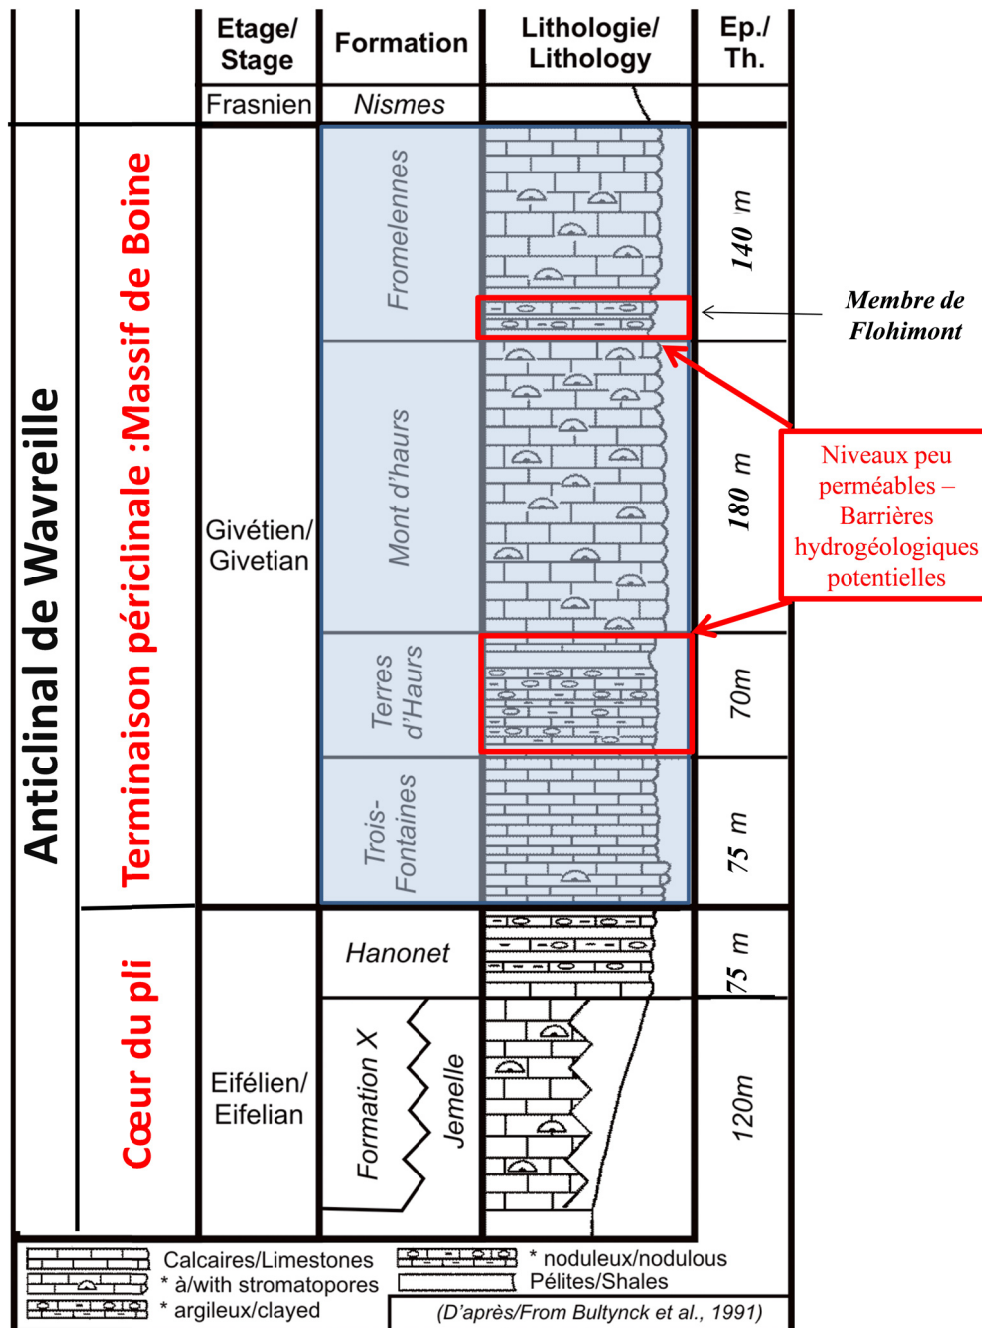 Etage/
Stage
Formation
Lithologie/
Lithology
Ep./
Th.
Frasnien
Nismes
Anticlinal de Wavreille
Terminaison périclinale :Massif de Boine
Givétien/
Givetian
Fromelennes
140 m
Membre de
Flohimont
Mont d'haurs
180 m
Niveaux peu
perméables –
Barrières
hydrogéologiques
potentielles
Terres
d'Haurs
70m
Trois-
Fontaines
75 m
Cœur du pli
Eifélien/
Eifelian
Hanonet
75 m
Formation X
Jemelle
120m
Calcaires/Limestones
* noduleux/nodulous
* à/with stromatopores
Pélites/Shales
* argileux/clayed
(D'après/From Bultynck et al., 1991)